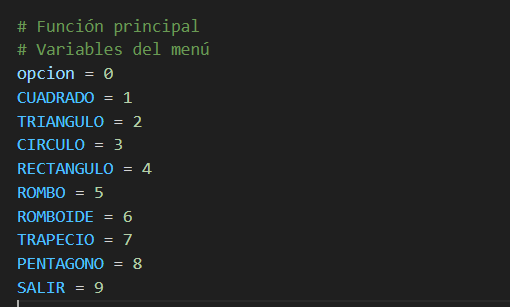 # Función principal
# Variables del menú
opcion = 0
CUADRADO = 1
TRIANGULO = 2
CIRCULO = 3
RECTANGULO = 4
ROMBO = 5
ROMBOIDE = 6
TRAPECIO = 7
PENTAGONO = 8
SALIR = 9